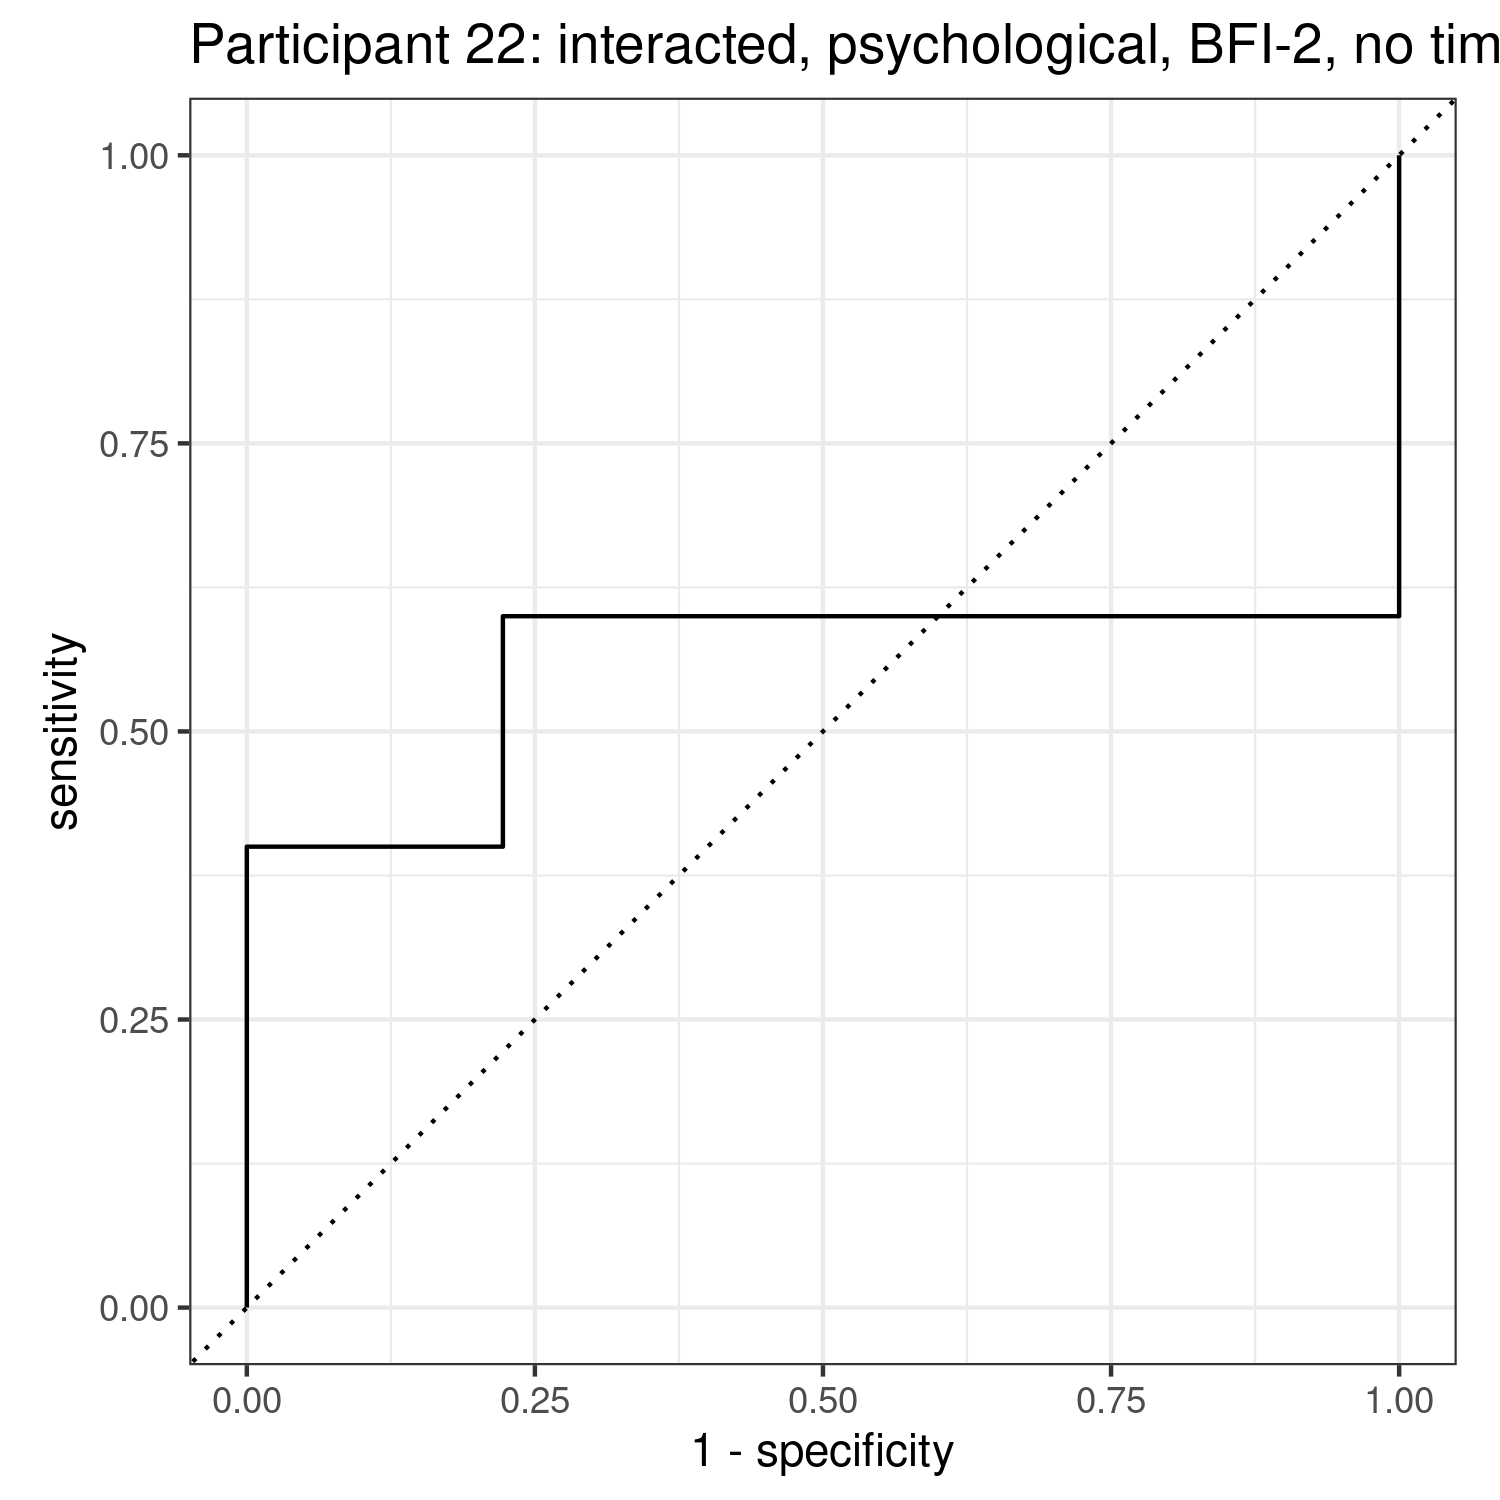 Participant 22: interacted, psychological, BFI-2, no tim
1.00
0.75
0.50
0.25
0.00
sensitivity
0.00 0.25 0.50 0.75 1.00
1 - specificity